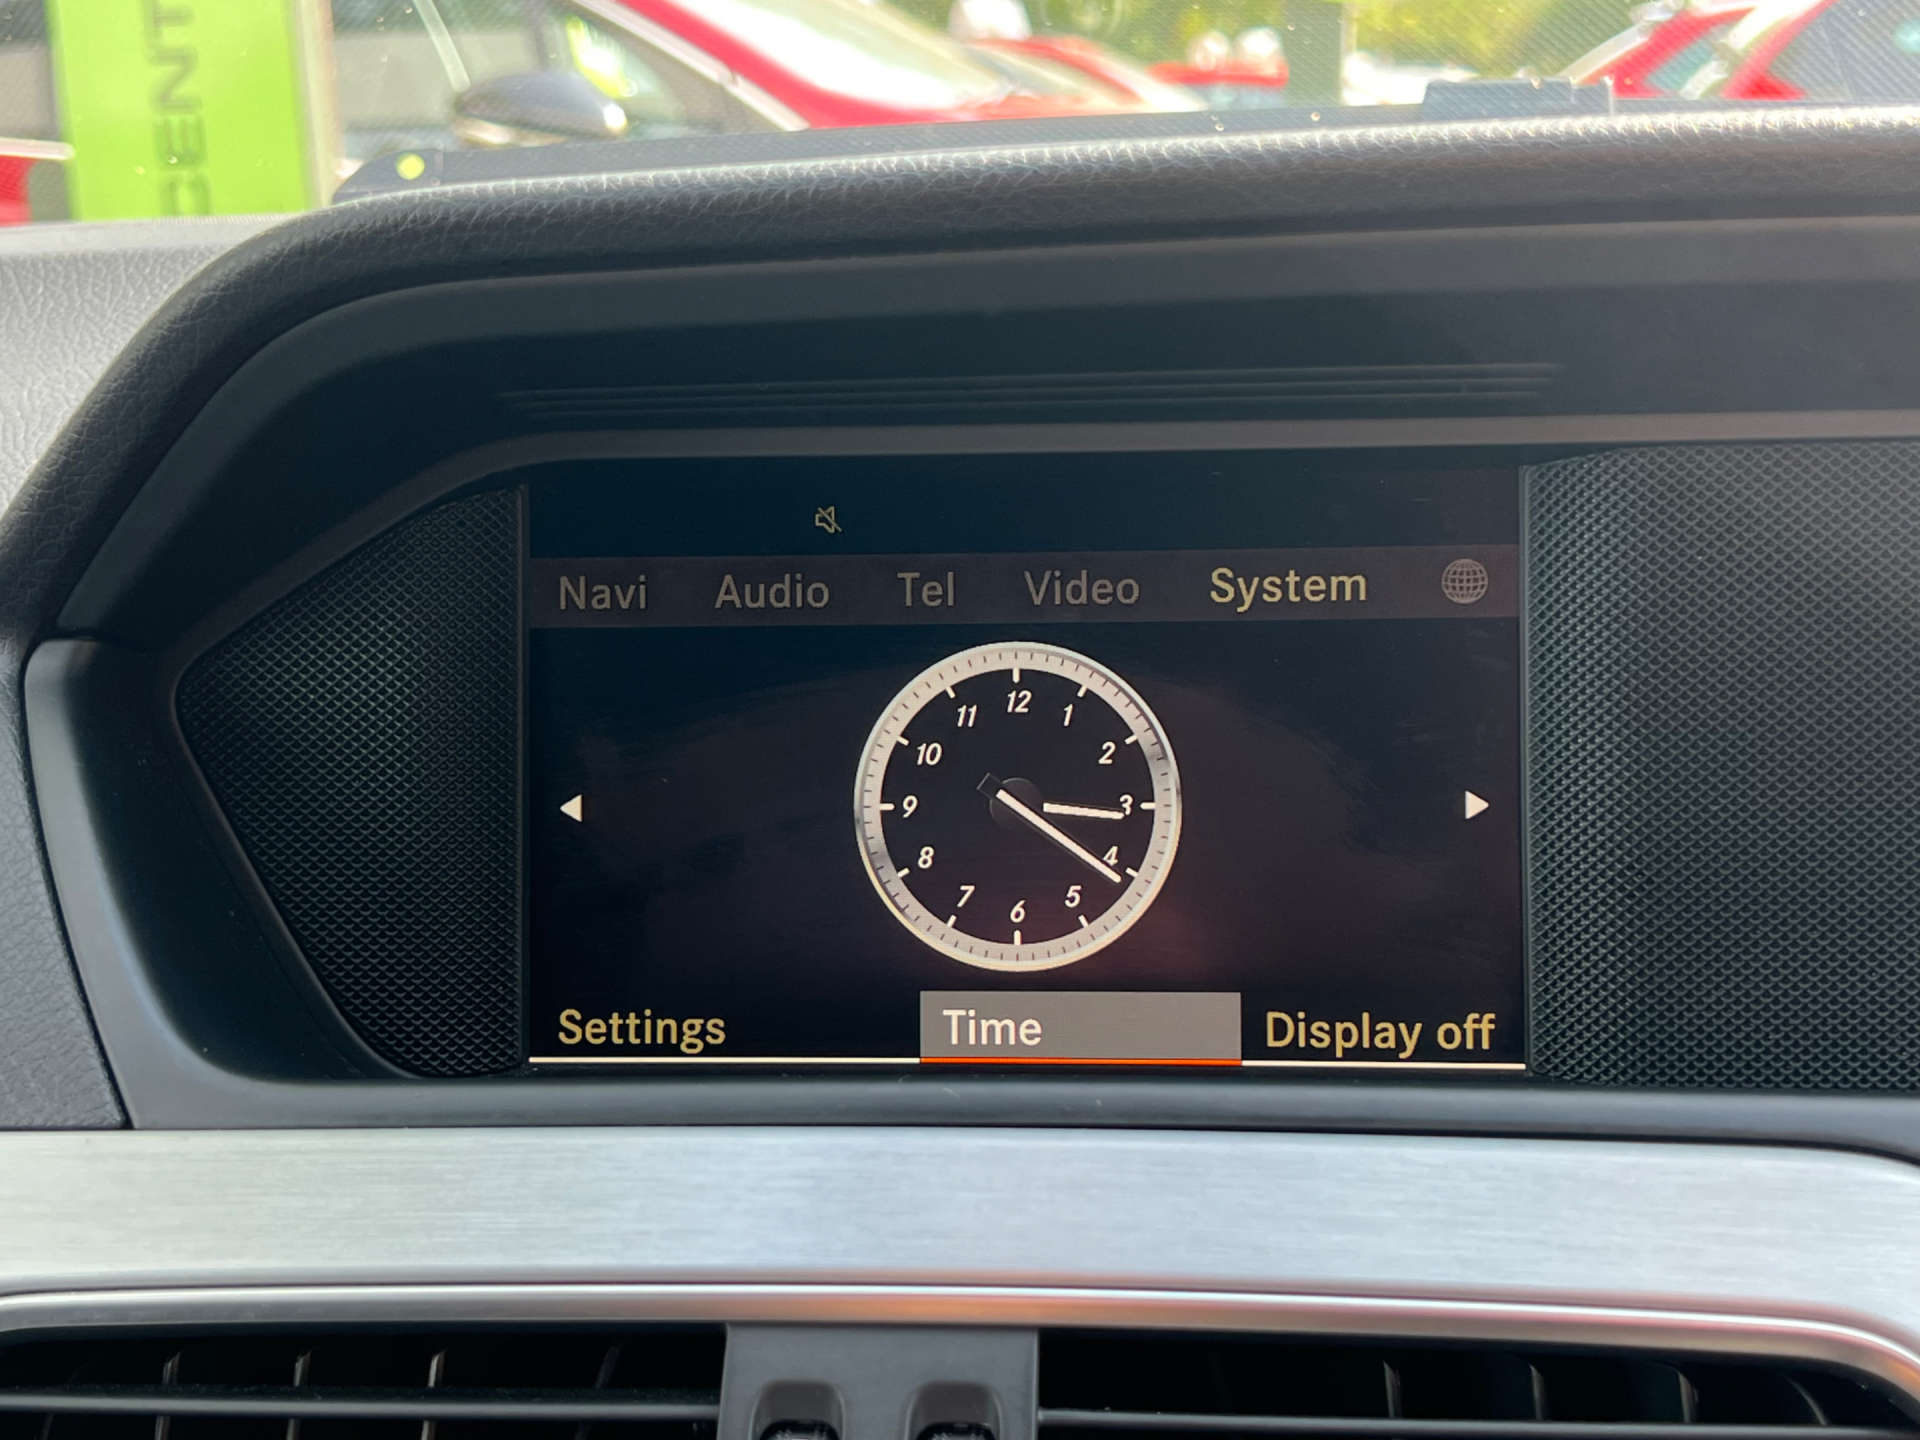 CENT
Navi Audio Tel Video System
12
11 1
10 2
9 3
8 4
7 5
6
Settings Time Display off